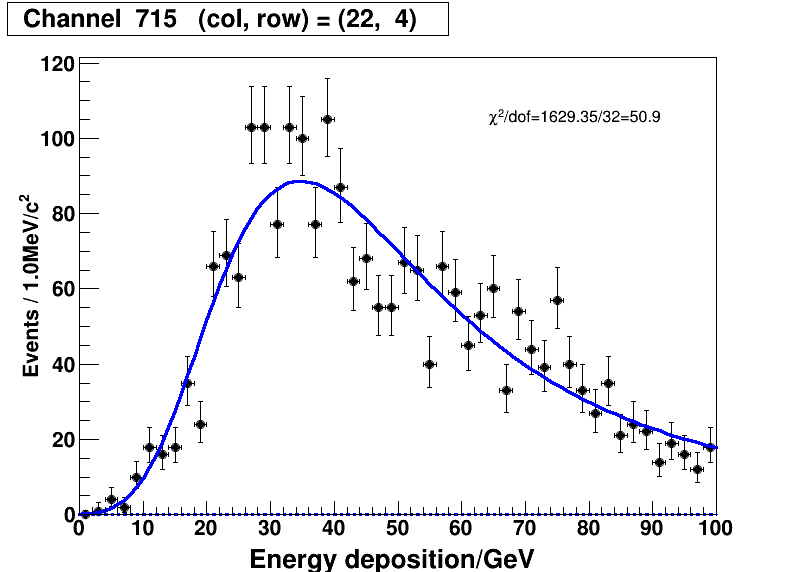 Channel 715 (col, row) = (22, 4)
120
χ²/dof=1629.35/32=50.9
100
80
60
40
20
0
Events / 1.0MeV/c²
0 10 20 30 40 50 60 70 80 90 100
Energy deposition/GeV